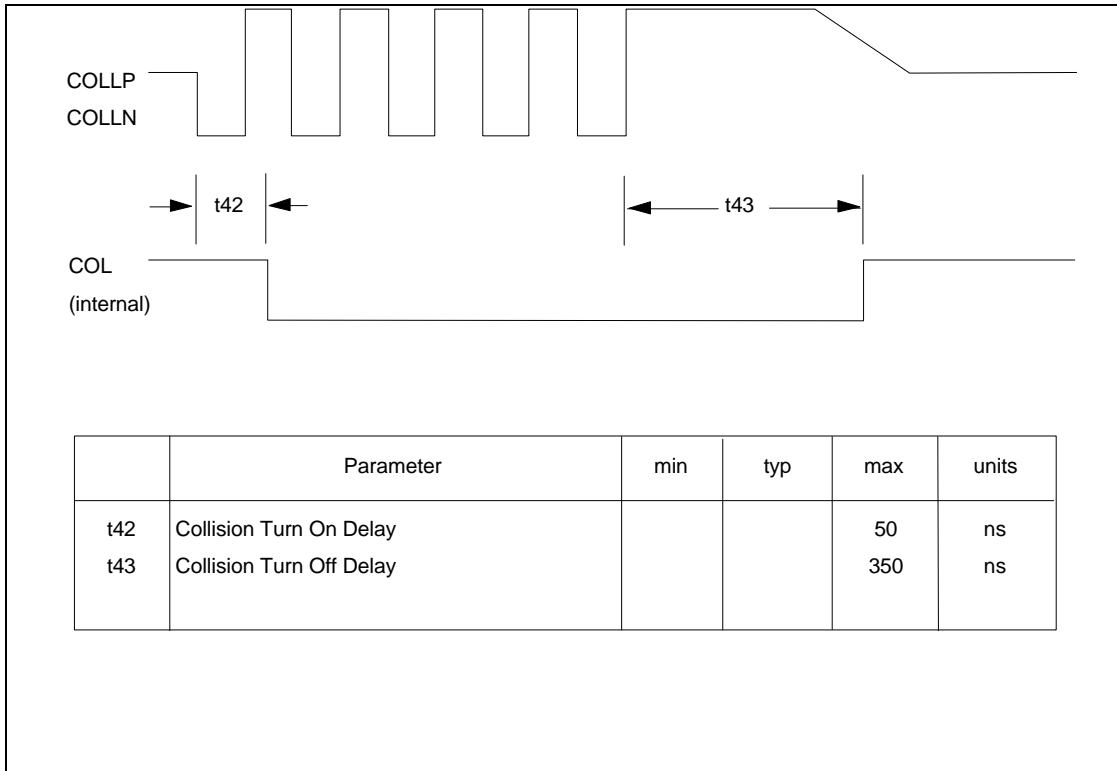 COLLP
COLLN
t42
t43
COL
(internal)
Parameter min typ max units
t42 Collision Turn On Delay 50 ns
t43 Collision Turn Off Delay 350 ns